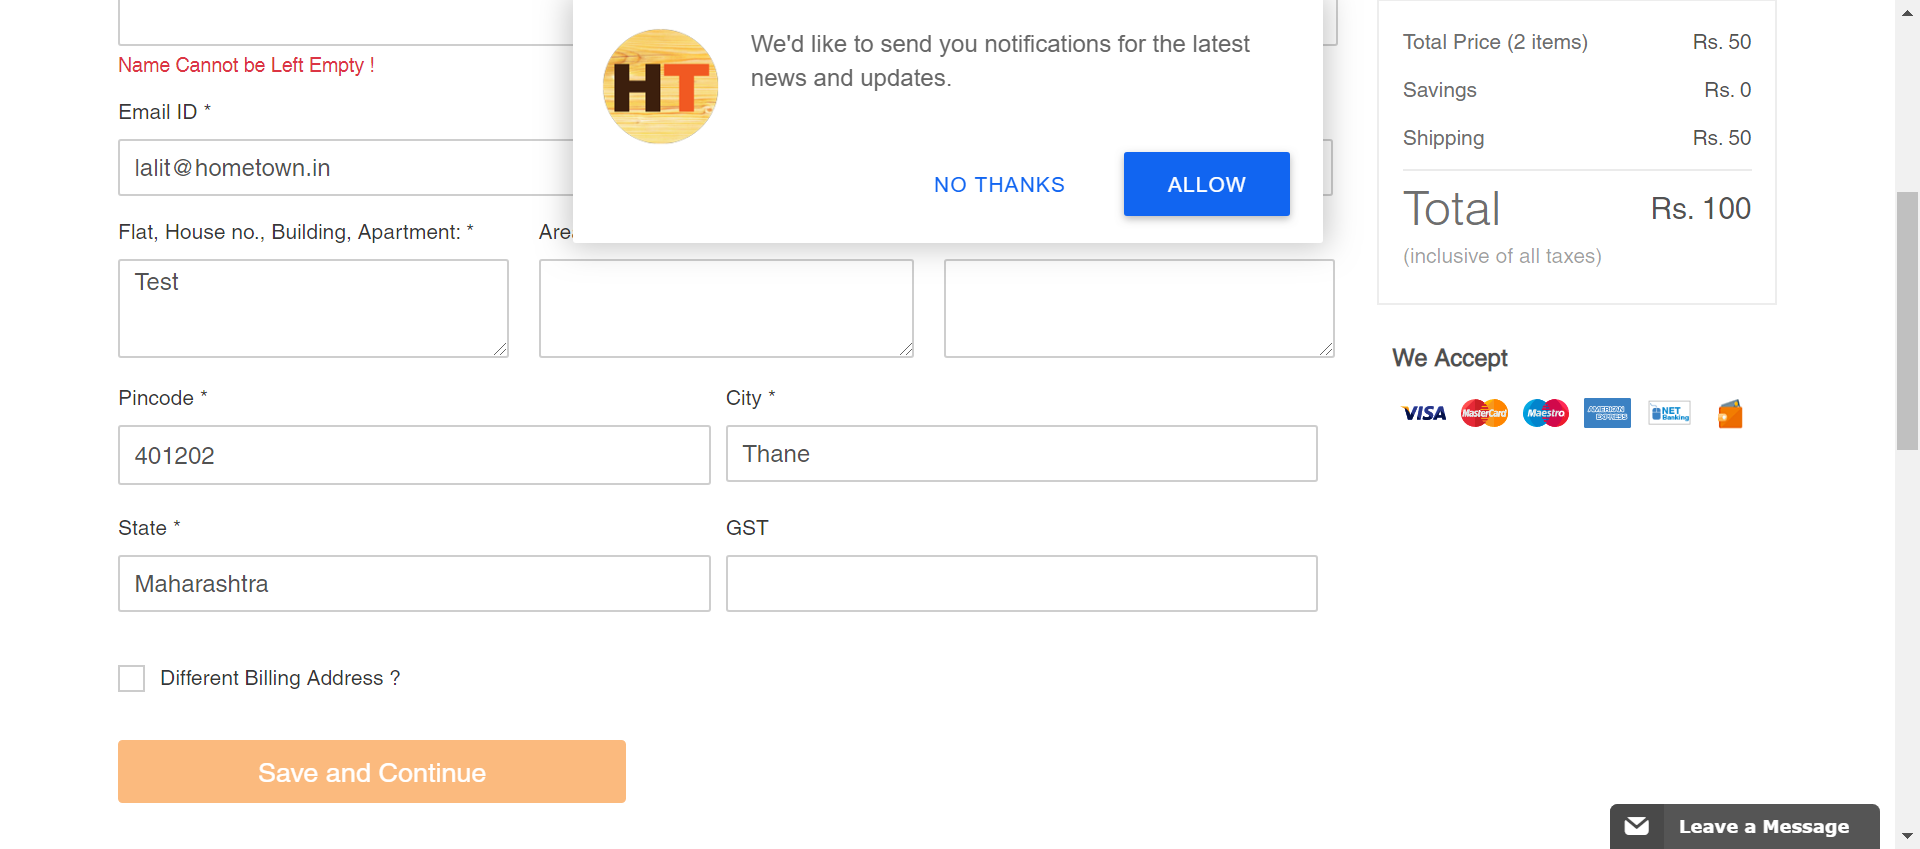 Name Cannot be Left Empty !
Email ID *
lalit@hometown.in
HT
We'd like to send you notifications for the latest
news and updates.
NO THANKS
ALLOW
Flat, House no., Building, Apartment: *
Test
Pincode *
City *
401202
Thane
State *
GST
Maharashtra
Different Billing Address ?
Save and Continue
Total Price (2 items) Rs. 50
Savings Rs. 0
Shipping Rs. 50
Total Rs. 100
(inclusive of all taxes)
We Accept
VISA MasterCard Maestro AMERICAN EXPRESS NET Banking
Leave a Message